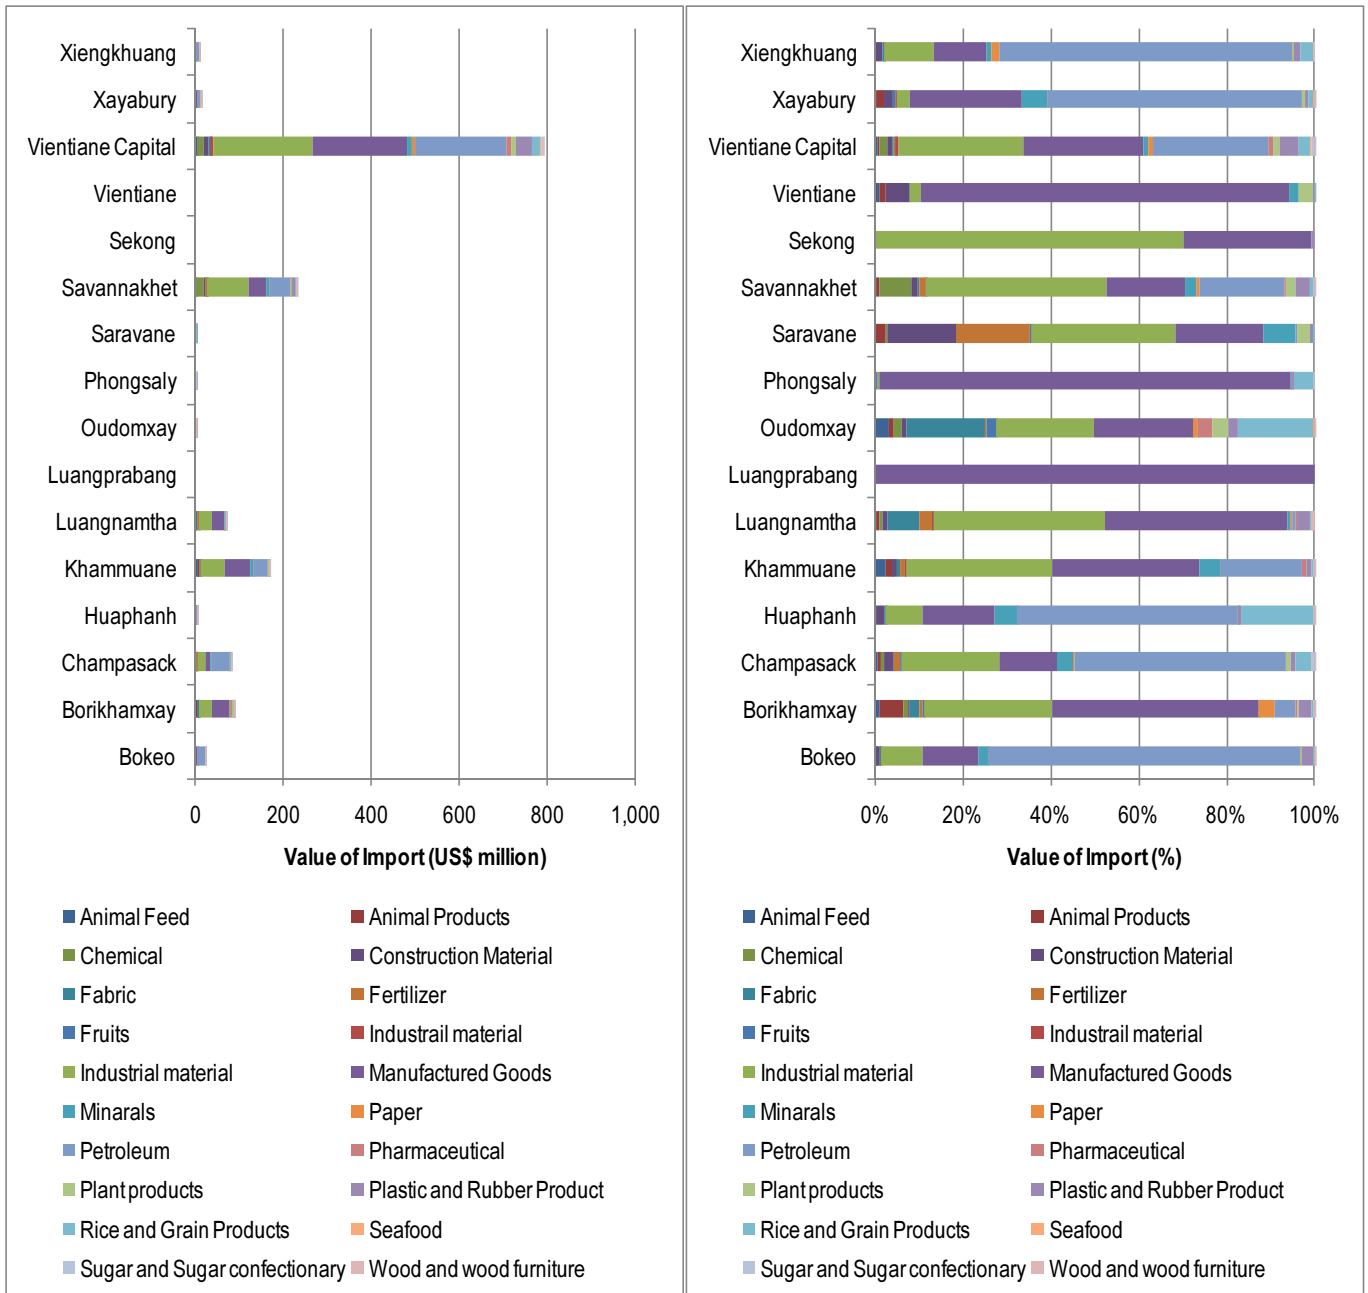 Xiengkhuang
Xayabury
Vientiane Capital
Vientiane
Sekong
Savannakhet
Saravane
Phongsaly
Oudomxay
Luangprabang
Luangnamtha
Khammuane
Huaphanh
Champasack
Borikhamxay
Bokeo
0 200 400 600 800 1,000
Value of Import (US$ million)
Animal Feed Animal Products
Chemical Construction Material
Fabric Fertilizer
Fruits Industrail material
Industrial material Manufactured Goods
Minarals Paper
Petroleum Pharmaceutical
Plant products Plastic and Rubber Product
Rice and Grain Products Seafood
Sugar and Sugar confectionary Wood and wood furniture
Xiengkhuang
Xayabury
Vientiane Capital
Vientiane
Sekong
Savannakhet
Saravane
Phongsaly
Oudomxay
Luangprabang
Luangnamtha
Khammuane
Huaphanh
Champasack
Borikhamxay
Bokeo
0% 20% 40% 60% 80% 100%
Value of Import (%)
Animal Feed Animal Products
Chemical Construction Material
Fabric Fertilizer
Fruits Industrail material
Industrial material Manufactured Goods
Minarals Paper
Petroleum Pharmaceutical
Plant products Plastic and Rubber Product
Rice and Grain Products Seafood
Sugar and Sugar confectionary Wood and wood furniture